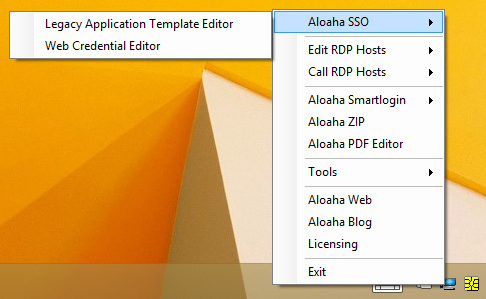 Legacy Application Template Editor
Web Credential Editor
Aloaha SSO
Edit RDP Hosts
Call RDP Hosts
Aloaha Smartlogin
Aloaha ZIP
Aloaha PDF Editor
Tools
Aloaha Web
Aloaha Blog
Licensing
Exit